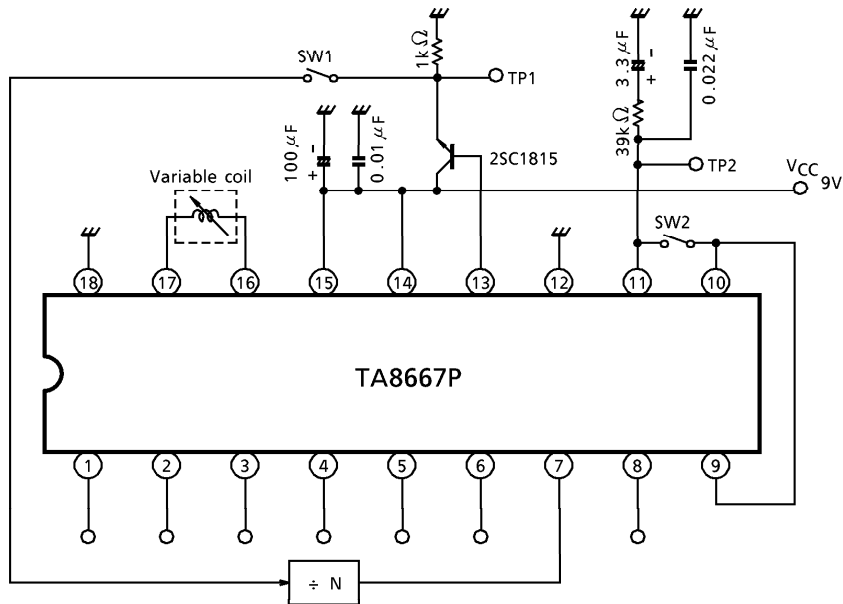 SW1
1kΩ
TP1
3.3μF
- +
0.022μF
39kΩ
100μF
- +
0.01μF
2SC1815
TP2
VCC 9V
Variable coil
SW2
18 17 16 15 14 13 12 11 10
TA8667P
1 2 3 4 5 6 7 8 9
÷ N